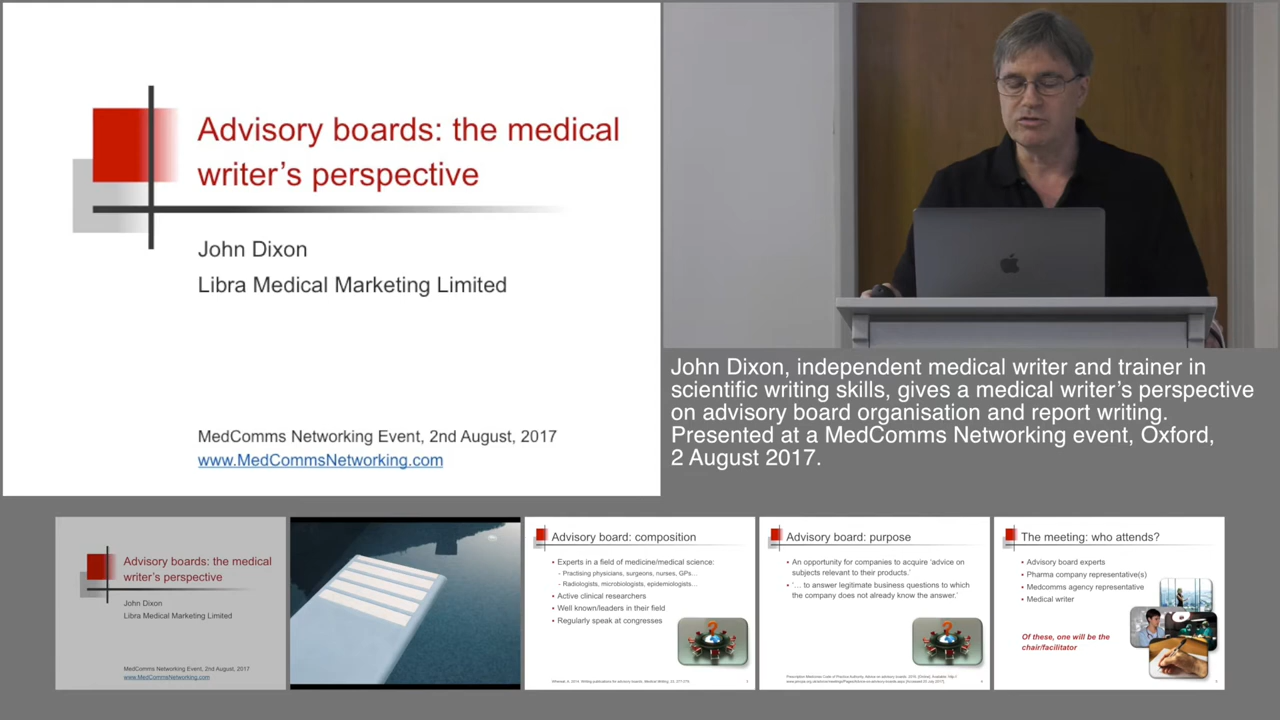 Advisory boards: the medical
writer's perspective
John Dixon
Libra Medical Marketing Limited
MedComms Networking Event, 2nd August, 2017
www.MedCommsNetworking.com
John Dixon, independent medical writer and trainer in
scientific writing skills, gives a medical writer's perspective
on advisory board organisation and report writing.
Presented at a MedComms Networking event, Oxford,
2 August 2017.
Advisory boards: the medical
writer's perspective
John Dixon
Libra Medical Marketing Limited
MedComms Networking Event, 2nd August, 2017
www.MedCommsNetworking.com
Advisory board: composition
• Experts in a field of medicine/medical science:
- Practising physicians, surgeons, nurses, GPs...
- Radiologists, microbiologists, epidemiologists...
• Active clinical researchers
• Well known/leaders in their field
• Regularly speak at congresses
Advisory board: purpose
• An opportunity for companies to acquire 'advice on
subjects relevant to their products.'
• '... to answer legitimate business questions to which
the company does not already know the answer.'
The meeting: who attends?
• Advisory board experts
• Pharma company representative(s)
• Medcomms agency representative
• Medical writer
Of these, one will be the
chair/facilitator